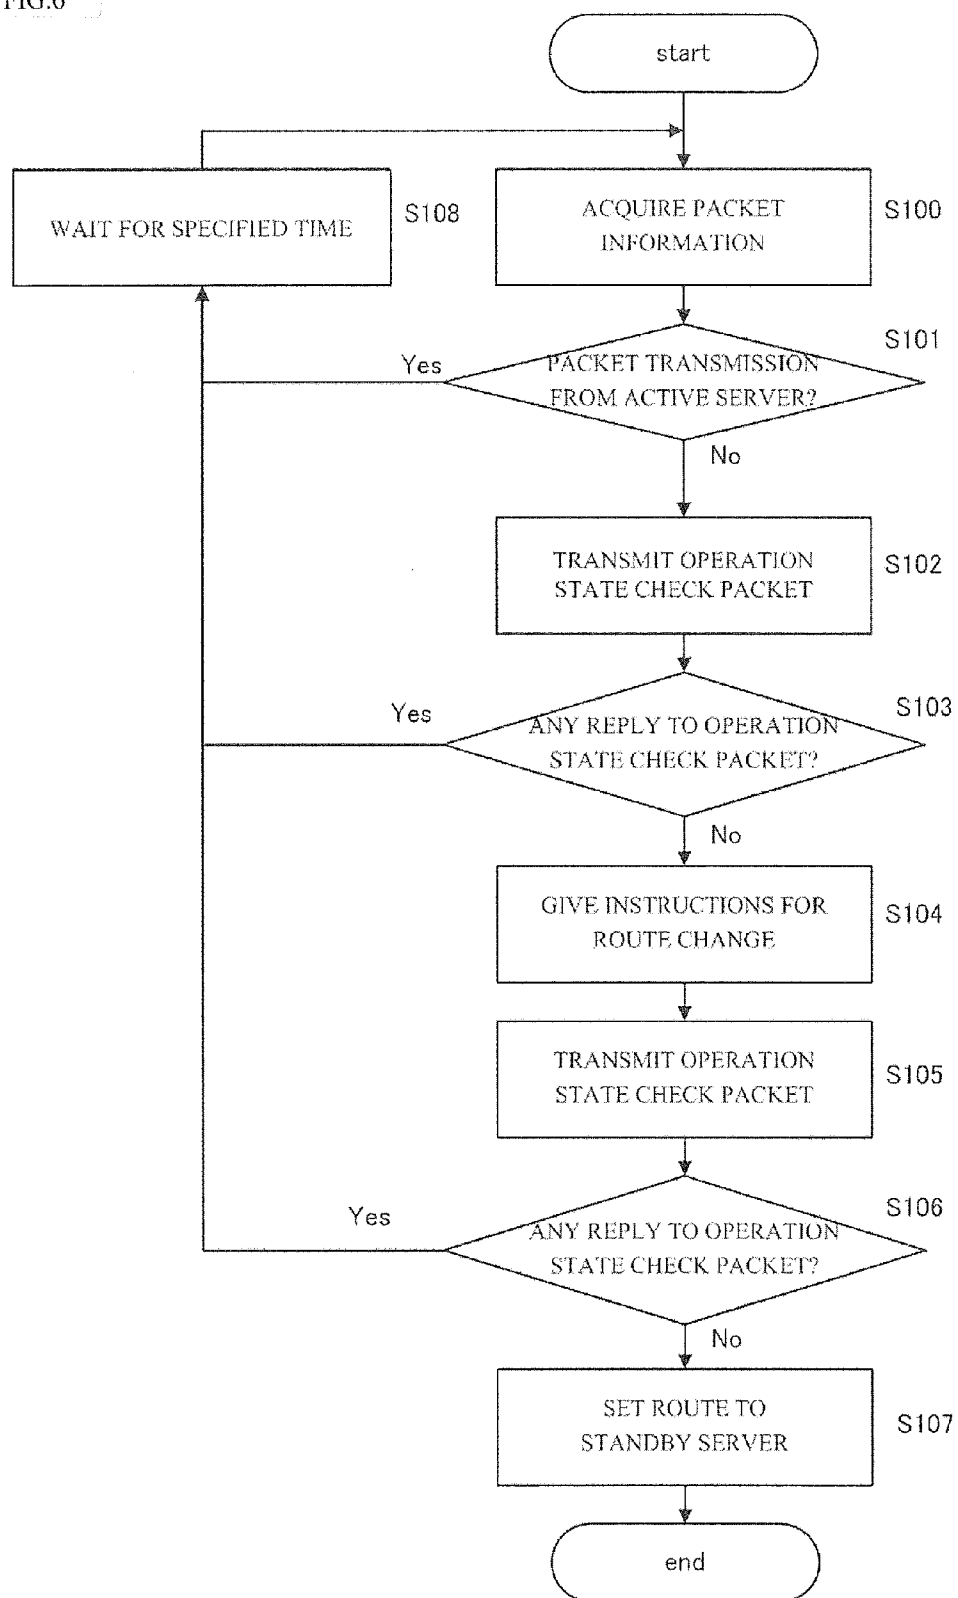 FIG.6
start
WAIT FOR SPECIFIED TIME
S108
ACQUIRE PACKET
INFORMATION
S100
Yes
PACKET TRANSMISSION
FROM ACTIVE SERVER?
S101
No
TRANSMIT OPERATION
STATE CHECK PACKET
S102
Yes
ANY REPLY TO OPERATION
STATE CHECK PACKET?
S103
No
GIVE INSTRUCTIONS FOR
ROUTE CHANGE
S104
TRANSMIT OPERATION
STATE CHECK PACKET
S105
Yes
ANY REPLY TO OPERATION
STATE CHECK PACKET?
S106
No
SET ROUTE TO
STANDBY SERVER
S107
end